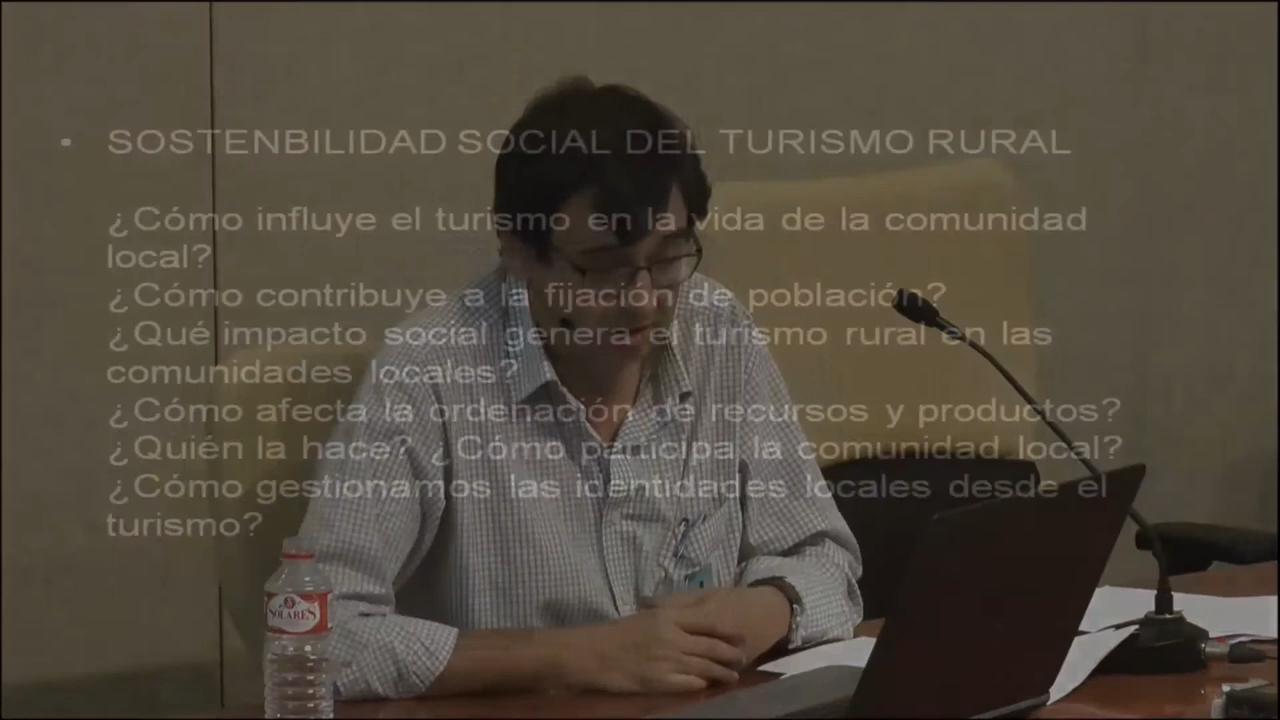 • SOSTENBILIDAD SOCIAL DEL TURISMO RURAL
¿Cómo influye el turismo en la vida de la comunidad
local?
¿Cómo contribuye a la fijación de población?
¿Qué impacto social genera el turismo rural en las
comunidades locales?
¿Cómo afecta la ordenación de recursos y productos?
¿Quién la hace? ¿Cómo participa la comunidad local?
¿Cómo gestionamos las identidades locales desde el
turismo?
SOLARES